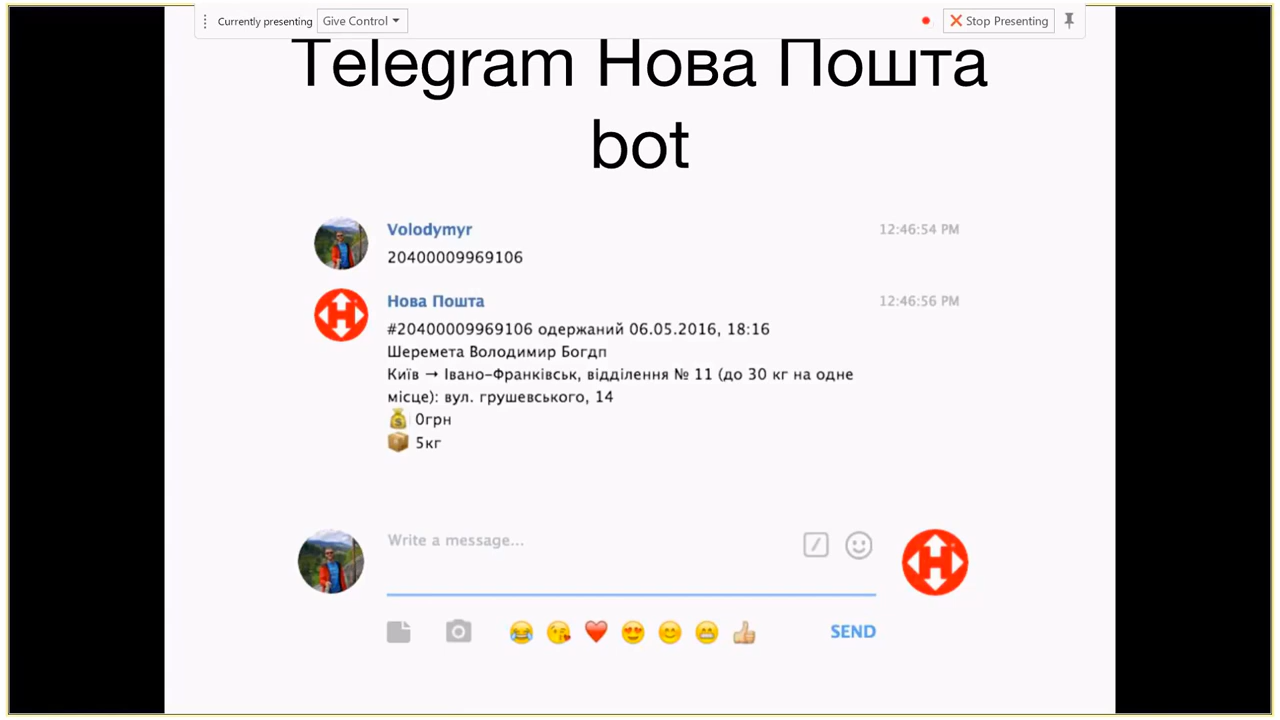 Currently presenting Give Control Stop Presenting
Telegram Нова Пошта
bot
Volodymyr 12:46:54 PM
20400009969106
Нова Пошта 12:46:56 PM
#20400009969106 одержаний 06.05.2016, 18:16
Шеремета Володимир Богдп
Київ → Івано-Франківськ, відділення № 11 (до 30 кг на одне
місце): вул. грушевського, 14
💰 0грн
📦 5кг
Write a message...
SEND